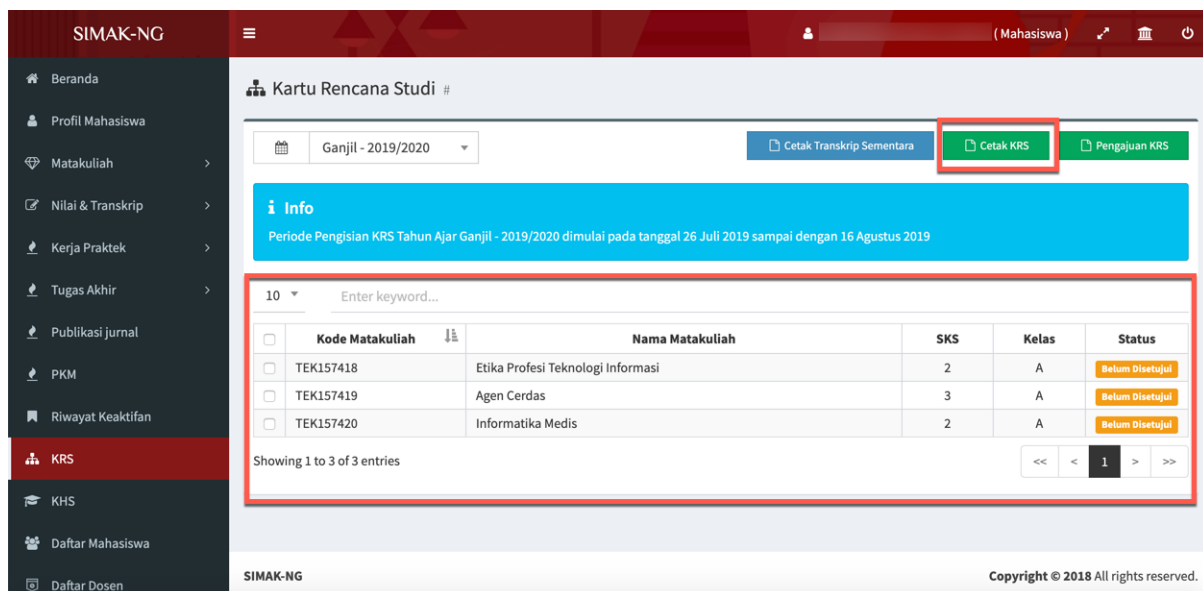 SIMAK-NG
( Mahasiswa )
Beranda
Profil Mahasiswa
Matakuliah
Nilai & Transkrip
Kerja Praktek
Tugas Akhir
Publikasi jurnal
PKM
Riwayat Keaktifan
KRS
KHS
Daftar Mahasiswa
Daftar Dosen
Kartu Rencana Studi #
Ganjil - 2019/2020
Cetak Transkrip Sementara
Cetak KRS
Pengajuan KRS
Info
Periode Pengisian KRS Tahun Ajar Ganjil - 2019/2020 dimulai pada tanggal 26 Juli 2019 sampai dengan 16 Agustus 2019
10 Enter keyword...
Kode Matakuliah Nama Matakuliah SKS Kelas Status
TEK157418 Etika Profesi Teknologi Informasi 2 A Belum Disetujui
TEK157419 Agen Cerdas 3 A Belum Disetujui
TEK157420 Informatika Medis 2 A Belum Disetujui
Showing 1 to 3 of 3 entries
<< < 1 > >>
SIMAK-NG Copyright © 2018 All rights reserved.